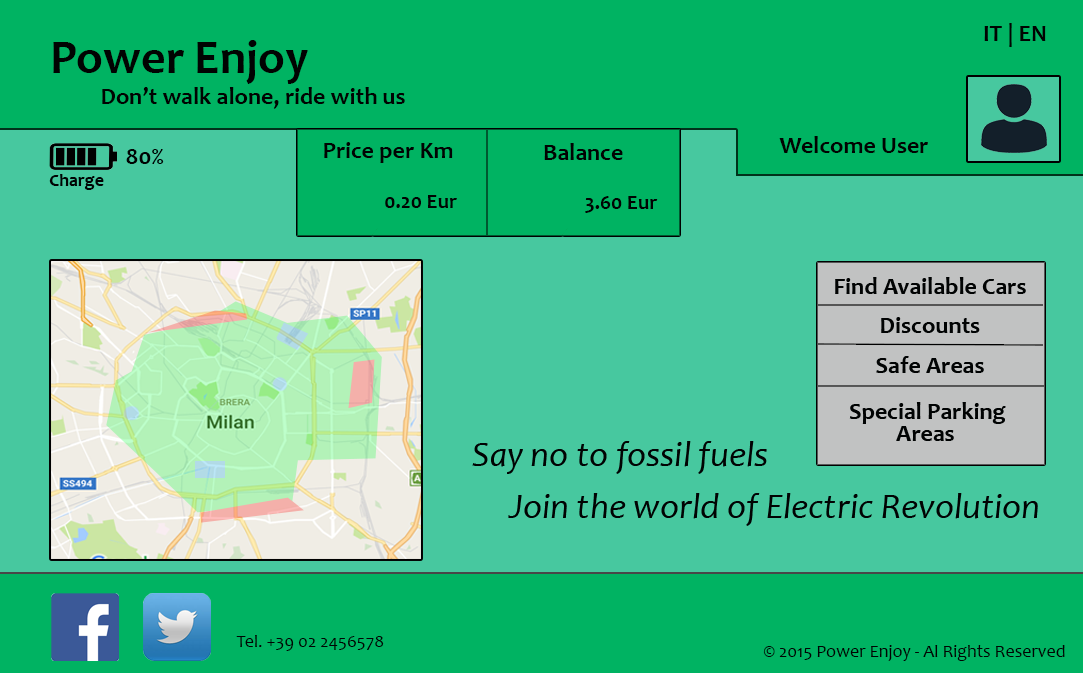 IT | EN
Power Enjoy
Don't walk alone, ride with us
Welcome User
80%
Charge
Price per Km
0.20 Eur
Balance
3.60 Eur
SP11
BRERA
Milan
SS494
A
Find Available Cars
Discounts
Safe Areas
Special Parking
Areas
Say no to fossil fuels
Join the world of Electric Revolution
Tel. +39 02 2456578
© 2015 Power Enjoy - Al Rights Reserved